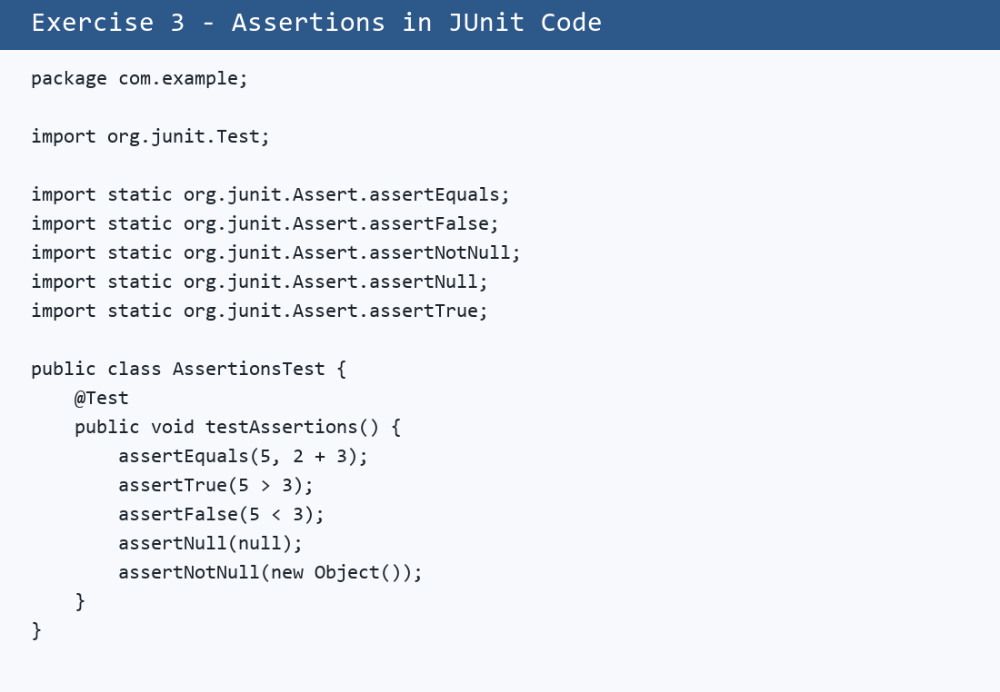 Exercise 3 - Assertions in JUnit Code
package com.example;
import org.junit.Test;
import static org.junit.Assert.assertEquals;
import static org.junit.Assert.assertFalse;
import static org.junit.Assert.assertNotNull;
import static org.junit.Assert.assertNull;
import static org.junit.Assert.assertTrue;
public class AssertionsTest {
    @Test
    public void testAssertions() {
        assertEquals(5, 2 + 3);
        assertTrue(5 > 3);
        assertFalse(5 < 3);
        assertNull(null);
        assertNotNull(new Object());
    }
}